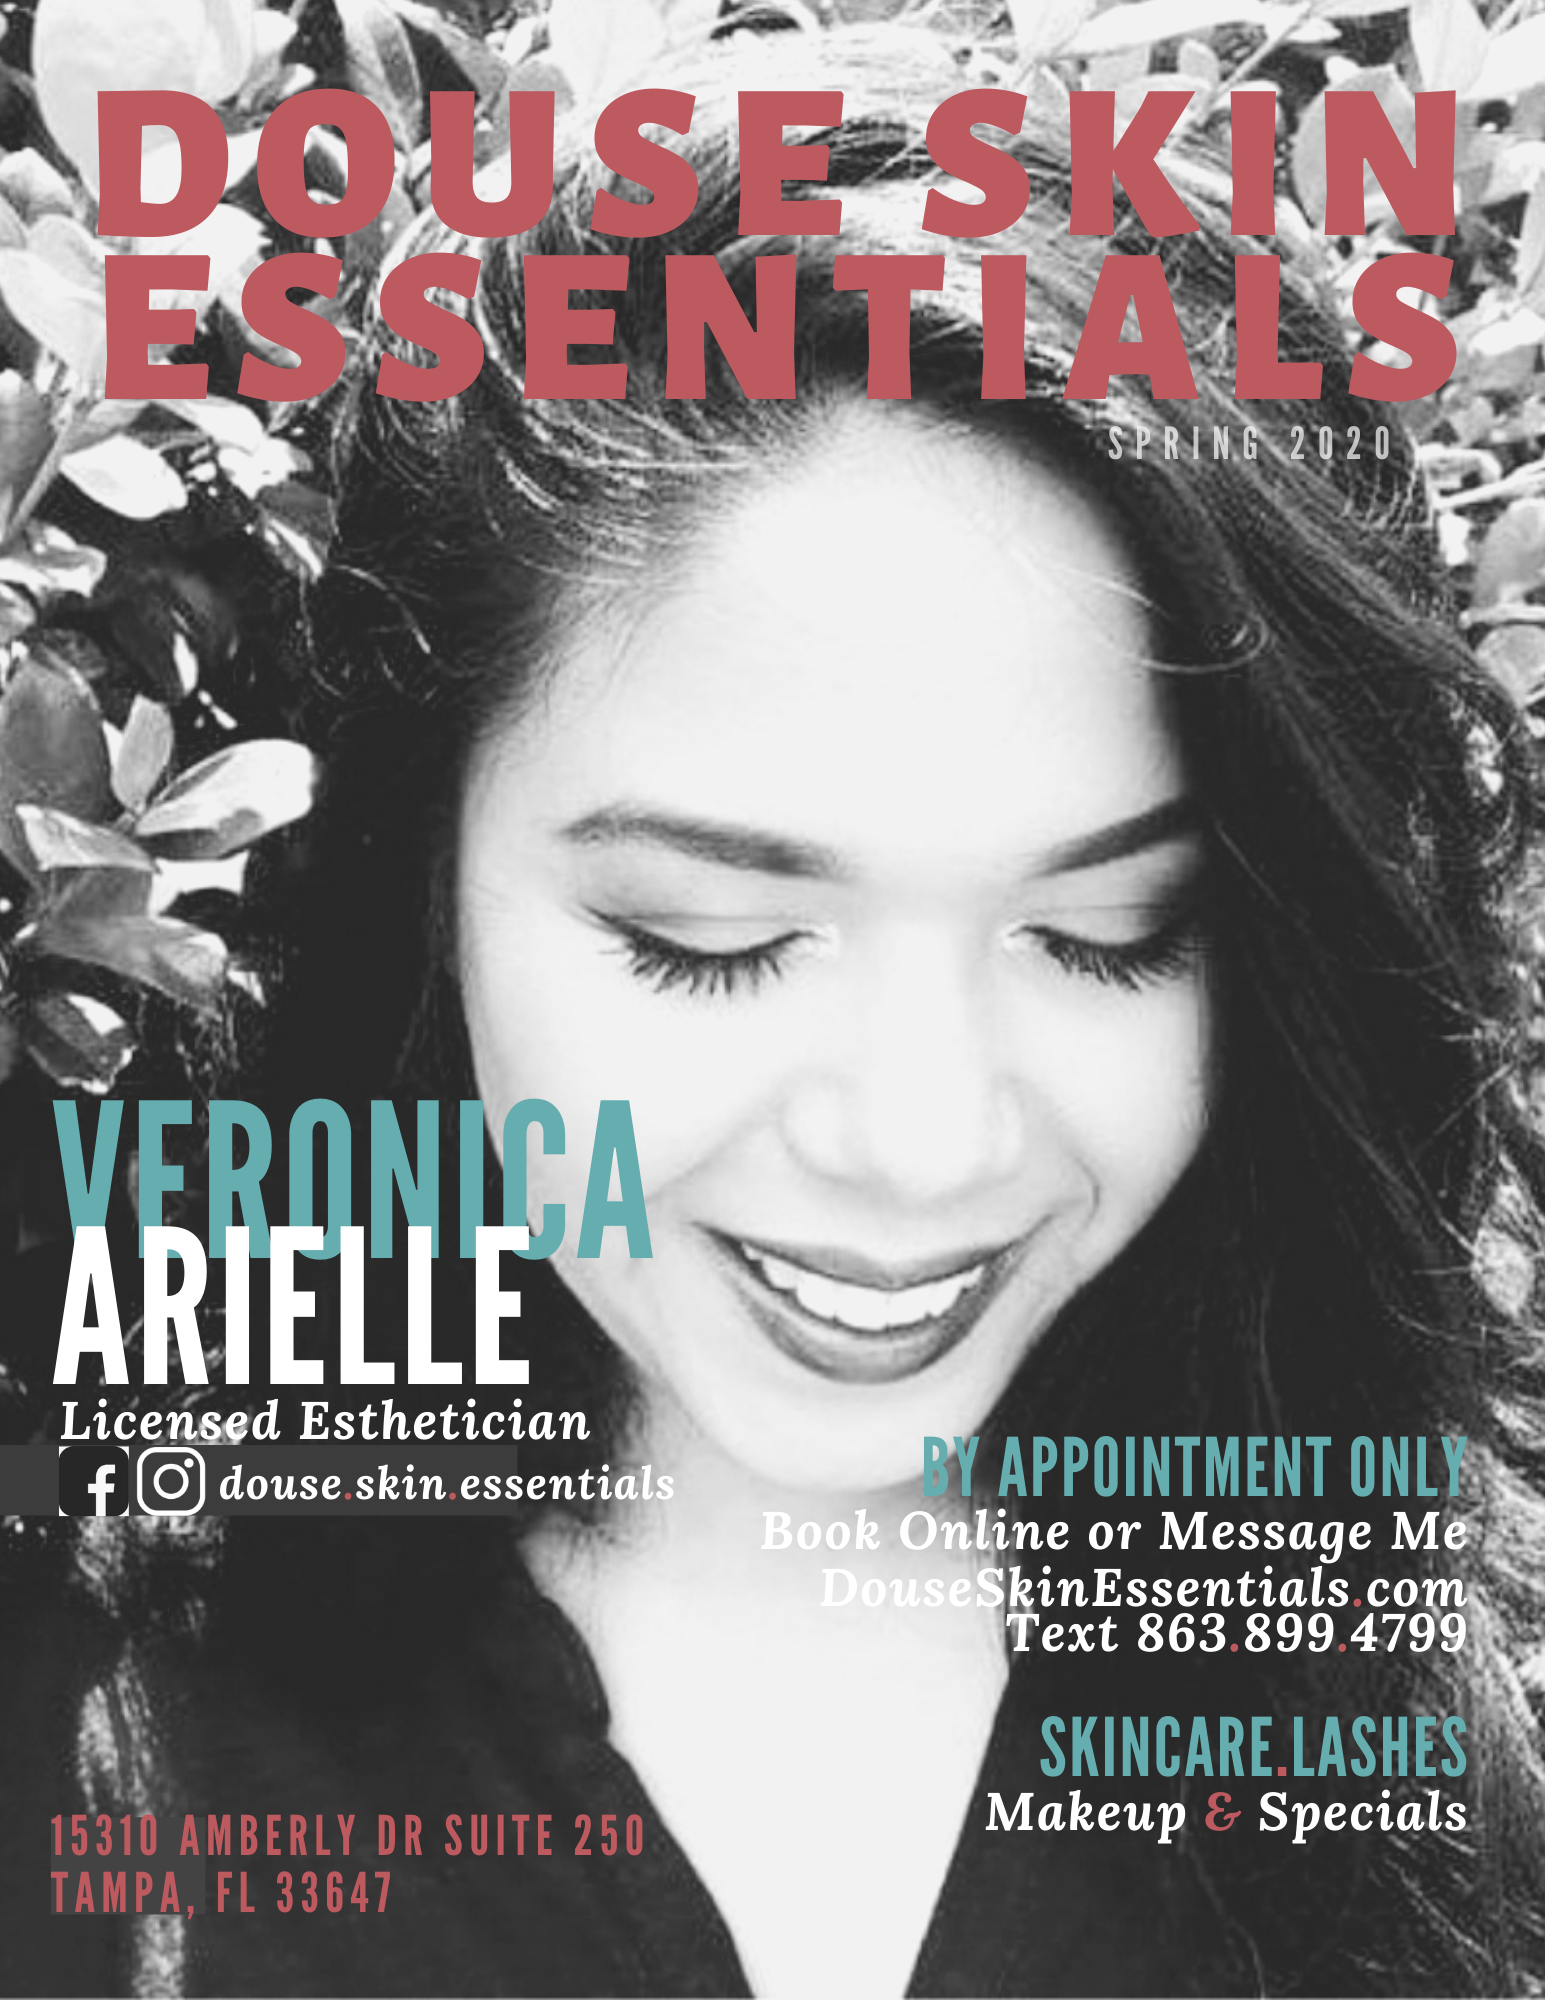 DOUSE SKIN
ESSENTIALS
SPRING 2020
VERONICA
ARIELLE
Licensed Esthetician
douse.skin.essentials
BY APPOINTMENT ONLY
Book Online or Message Me
DouseSkinEssentials.com
Text 863.899.4799
SKINCARE.LASHES
Makeup & Specials
15310 AMBERLY DR SUITE 250
TAMPA, FL 33647